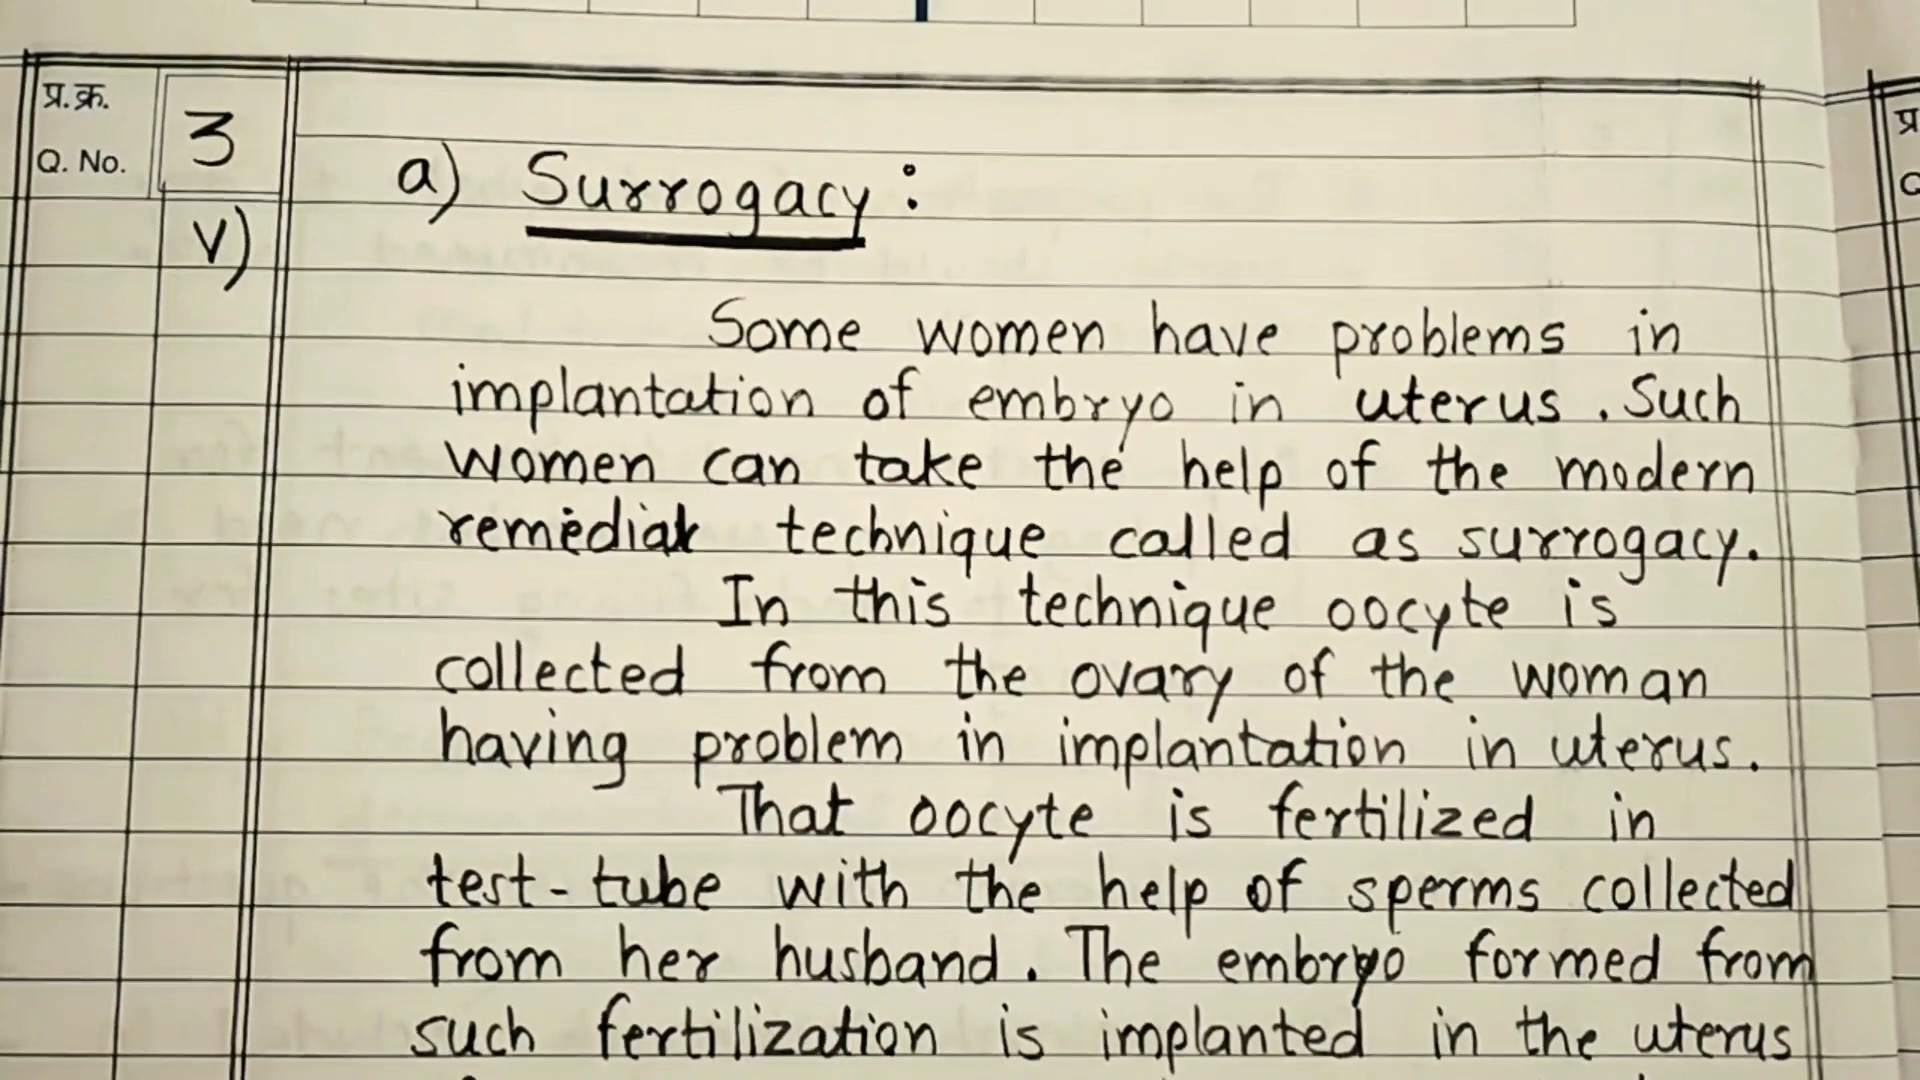 प्र.क्र.
Q. No.
3
v)
a) Surrogacy :
Some women have problems in
implantation of embryo in uterus. Such
women can take the help of the modern
remedial technique called as surrogacy.
In this technique oocyte is
collected from the ovary of the woman
having problem in implantation in uterus.
That oocyte is fertilized in
test-tube with the help of sperms collected
from her husband. The embryo formed from
such fertilization is implanted in the uterus